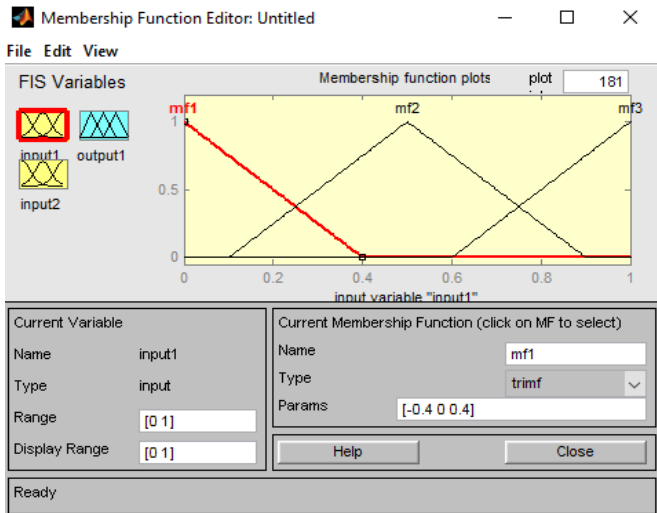 Membership Function Editor: Untitled
File Edit View
FIS Variables
input1 output1
input2
Membership function plots plot 181
mf1 mf2 mf3
1
0.5
0
0 0.2 0.4 0.6 0.8 1
input variable "input1"
Current Variable
Name input1
Type input
Range [0 1]
Display Range [0 1]
Current Membership Function (click on MF to select)
Name mf1
Type trimf
Params [-0.4 0 0.4]
Help Close
Ready